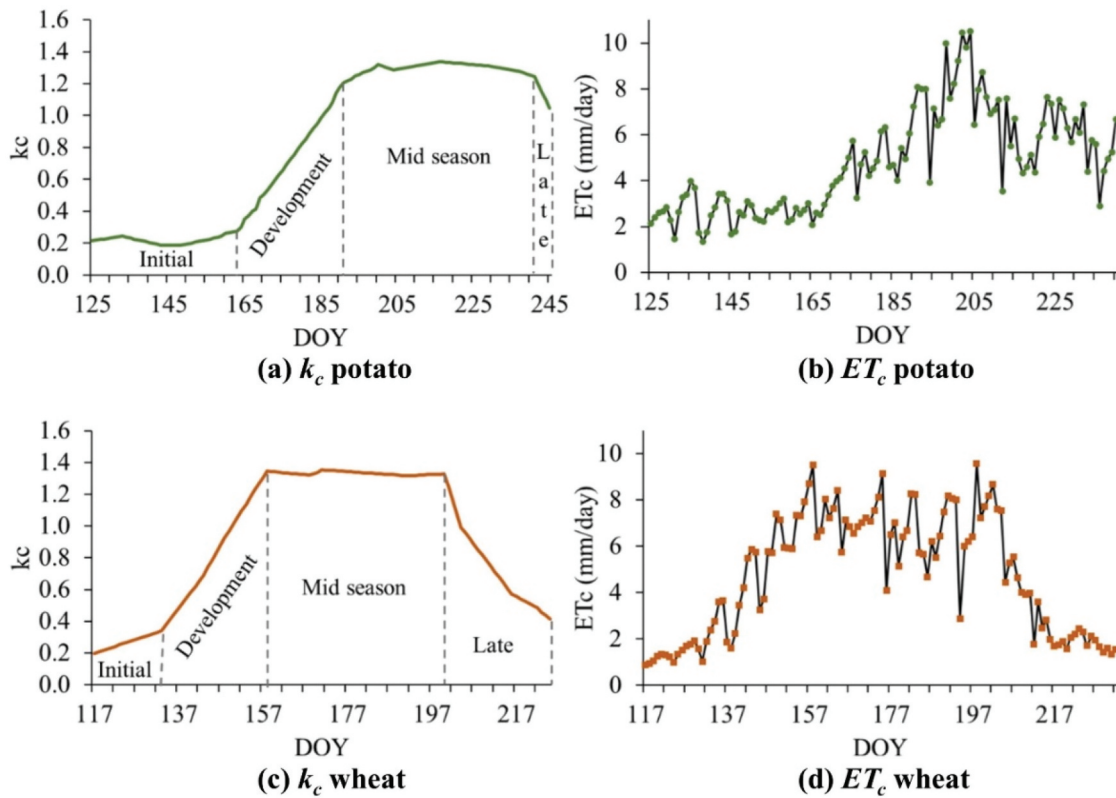 1.6
1.4
1.2
1.0
0.8
0.6
0.4
0.2
0.0
kc
Initial
Development
Mid season
Late
125 145 165 185 205 225 245
DOY
(a) kc potato
10
8
6
4
2
0
ETc (mm/day)
125 145 165 185 205 225
DOY
(b) ETc potato
1.6
1.4
1.2
1.0
0.8
0.6
0.4
0.2
0.0
kc
Initial
Development
Mid season
Late
117 137 157 177 197 217
DOY
(c) kc wheat
10
8
6
4
2
0
ETc (mm/day)
117 137 157 177 197 217
DOY
(d) ETc wheat